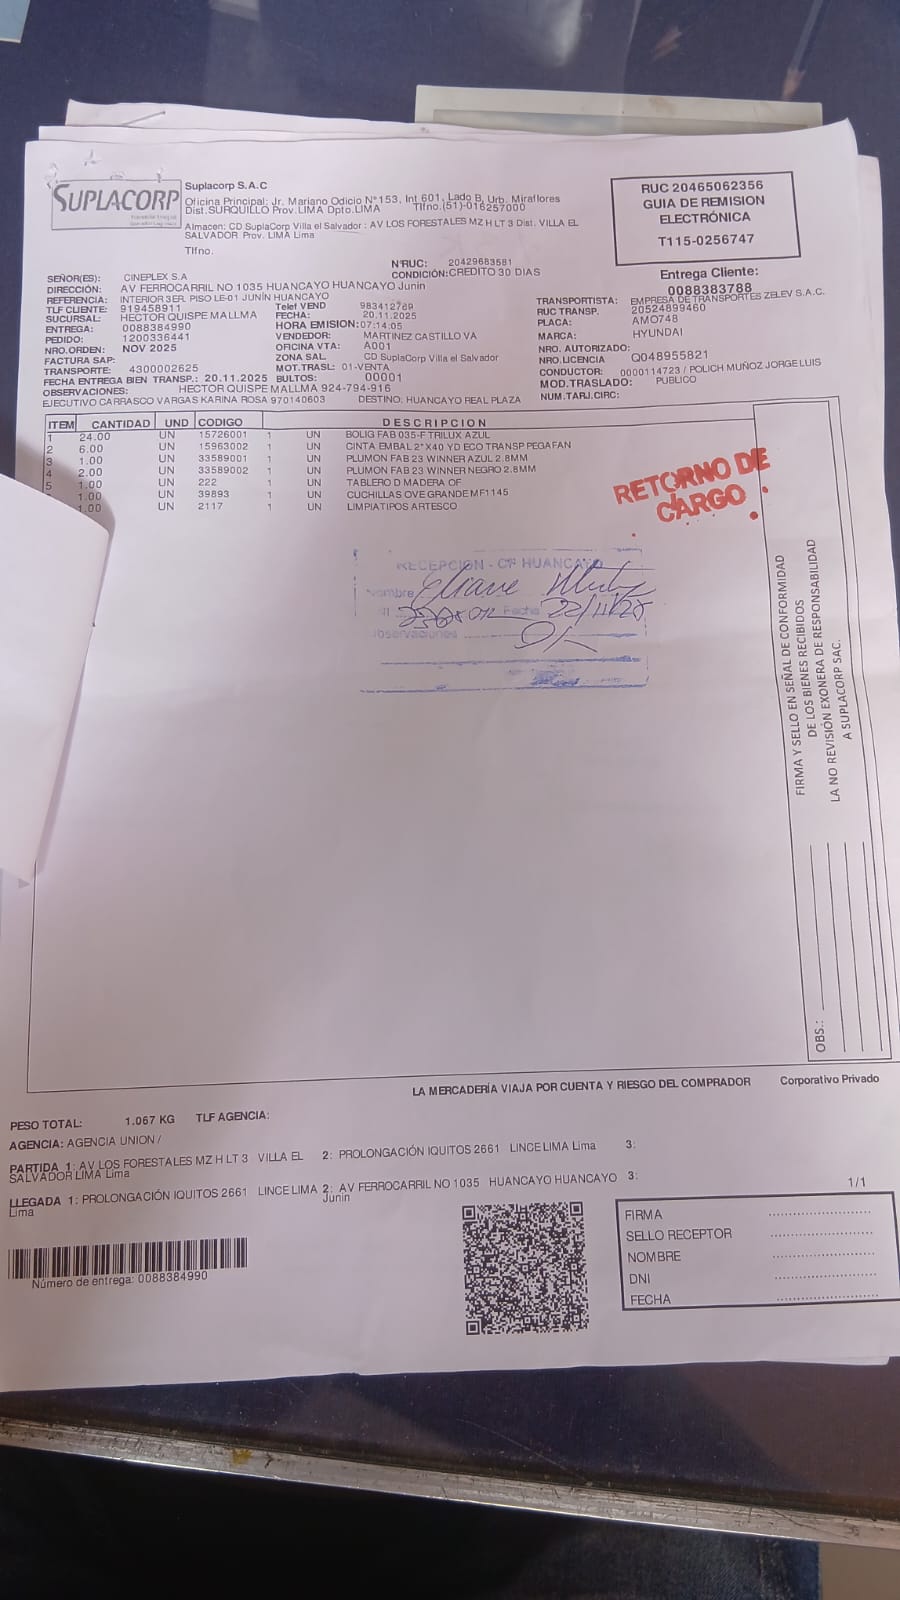 SUPLACORP
Suplacorp S.A.C
Oficina Principal: Jr. Mariano Odicio N°153, Int 601, Lado B, Urb. Miraflores
Dist.SURQUILLO Prov.LIMA Dpto.LIMA Tlfno.(51)-016257000
Almacen: CD SuplaCorp Villa el Salvador : AV LOS FORESTALES MZ H LT 3 Dist. VILLA EL
SALVADOR Prov. LIMA Lima
Tlfno.
RUC 20465062356
GUIA DE REMISION
ELECTRÓNICA
T115-0256747
Entrega Cliente:
0088383788
N°RUC: 20429683581
CONDICIÓN:CREDITO 30 DIAS
SEÑOR(ES): CINEPLEX S.A
DIRECCIÓN: AV FERROCARRIL NO 1035 HUANCAYO HUANCAYO Junin
REFERENCIA: INTERIOR 3ER. PISO LE-01 JUNÍN HUANCAYO
TLF CLIENTE: 919458911
SUCURSAL: HECTOR QUISPE MALLMA
ENTREGA: 0088384990
PEDIDO: 1200336441
NRO.ORDEN: NOV 2025
FACTURA SAP:
TRANSPORTE: 4300002625
FECHA ENTREGA BIEN TRANSP.: 20.11.2025 BULTOS: 00001
OBSERVACIONES: HECTOR QUISPE MALLMA 924-794-916
EJECUTIVO CARRASCO VARGAS KARINA ROSA 970140603 DESTINO: HUANCAYO REAL PLAZA
Telef VEND 983412769
FECHA: 20.11.2025
HORA EMISION:07:14:05
VENDEDOR: MARTINEZ CASTILLO VA
OFICINA VTA: A001
ZONA SAL. CD SuplaCorp Villa el Salvador
MOT.TRASL: 01-VENTA
TRANSPORTISTA: EMPRESA DE TRANSPORTES ZELEV S.A.C.
RUC TRANSP. 20524899460
PLACA: AMO748
MARCA: HYUNDAI
NRO. AUTORIZADO:
NRO.LICENCIA Q048955821
CONDUCTOR: 0000114723 / POLICH MUÑOZ JORGE LUIS
MOD.TRASLADO: PUBLICO
NUM.TARJ.CIRC:
ITEM CANTIDAD UND CODIGO DESCRIPCION
1 24.00 UN 15726001 1 UN BOLIG FAB 035-F TRILUX AZUL
2 6.00 UN 15963002 1 UN CINTA EMBAL 2"X40 YD ECO TRANSP PEGAFAN
3 1.00 UN 33589001 1 UN PLUMON FAB 23 WINNER AZUL 2.8MM
4 2.00 UN 33589002 1 UN PLUMON FAB 23 WINNER NEGRO 2.8MM
5 1.00 UN 222 1 UN TABLERO D MADERA OF
1.00 UN 39893 1 UN CUCHILLAS OVE GRANDE MF1145
1.00 UN 2117 1 UN LIMPIATIPOS ARTESCO
RETORNO DE
CARGO
RECEPCION - CP HUANCAYO
Nombre Eliane
Fecha 22/11/25
Observaciones OK
FIRMA Y SELLO EN SEÑAL DE CONFORMIDAD
DE LOS BIENES RECIBIDOS
LA NO REVISIÓN EXONERA DE RESPONSABILIDAD
A SUPLACORP SAC.
OBS.:
LA MERCADERÍA VIAJA POR CUENTA Y RIESGO DEL COMPRADOR Corporativo Privado
PESO TOTAL: 1.067 KG TLF AGENCIA:
AGENCIA: AGENCIA UNION /
PARTIDA 1: AV LOS FORESTALES MZ H LT 3 VILLA EL 2: PROLONGACIÓN IQUITOS 2661 LINCE LIMA Lima 3:
SALVADOR LIMA Lima
LLEGADA 1: PROLONGACIÓN IQUITOS 2661 LINCE LIMA 2: AV FERROCARRIL NO 1035 HUANCAYO HUANCAYO 3:
Lima Junin
1/1
Número de entrega: 0088384990
FIRMA
SELLO RECEPTOR
NOMBRE
DNI
FECHA